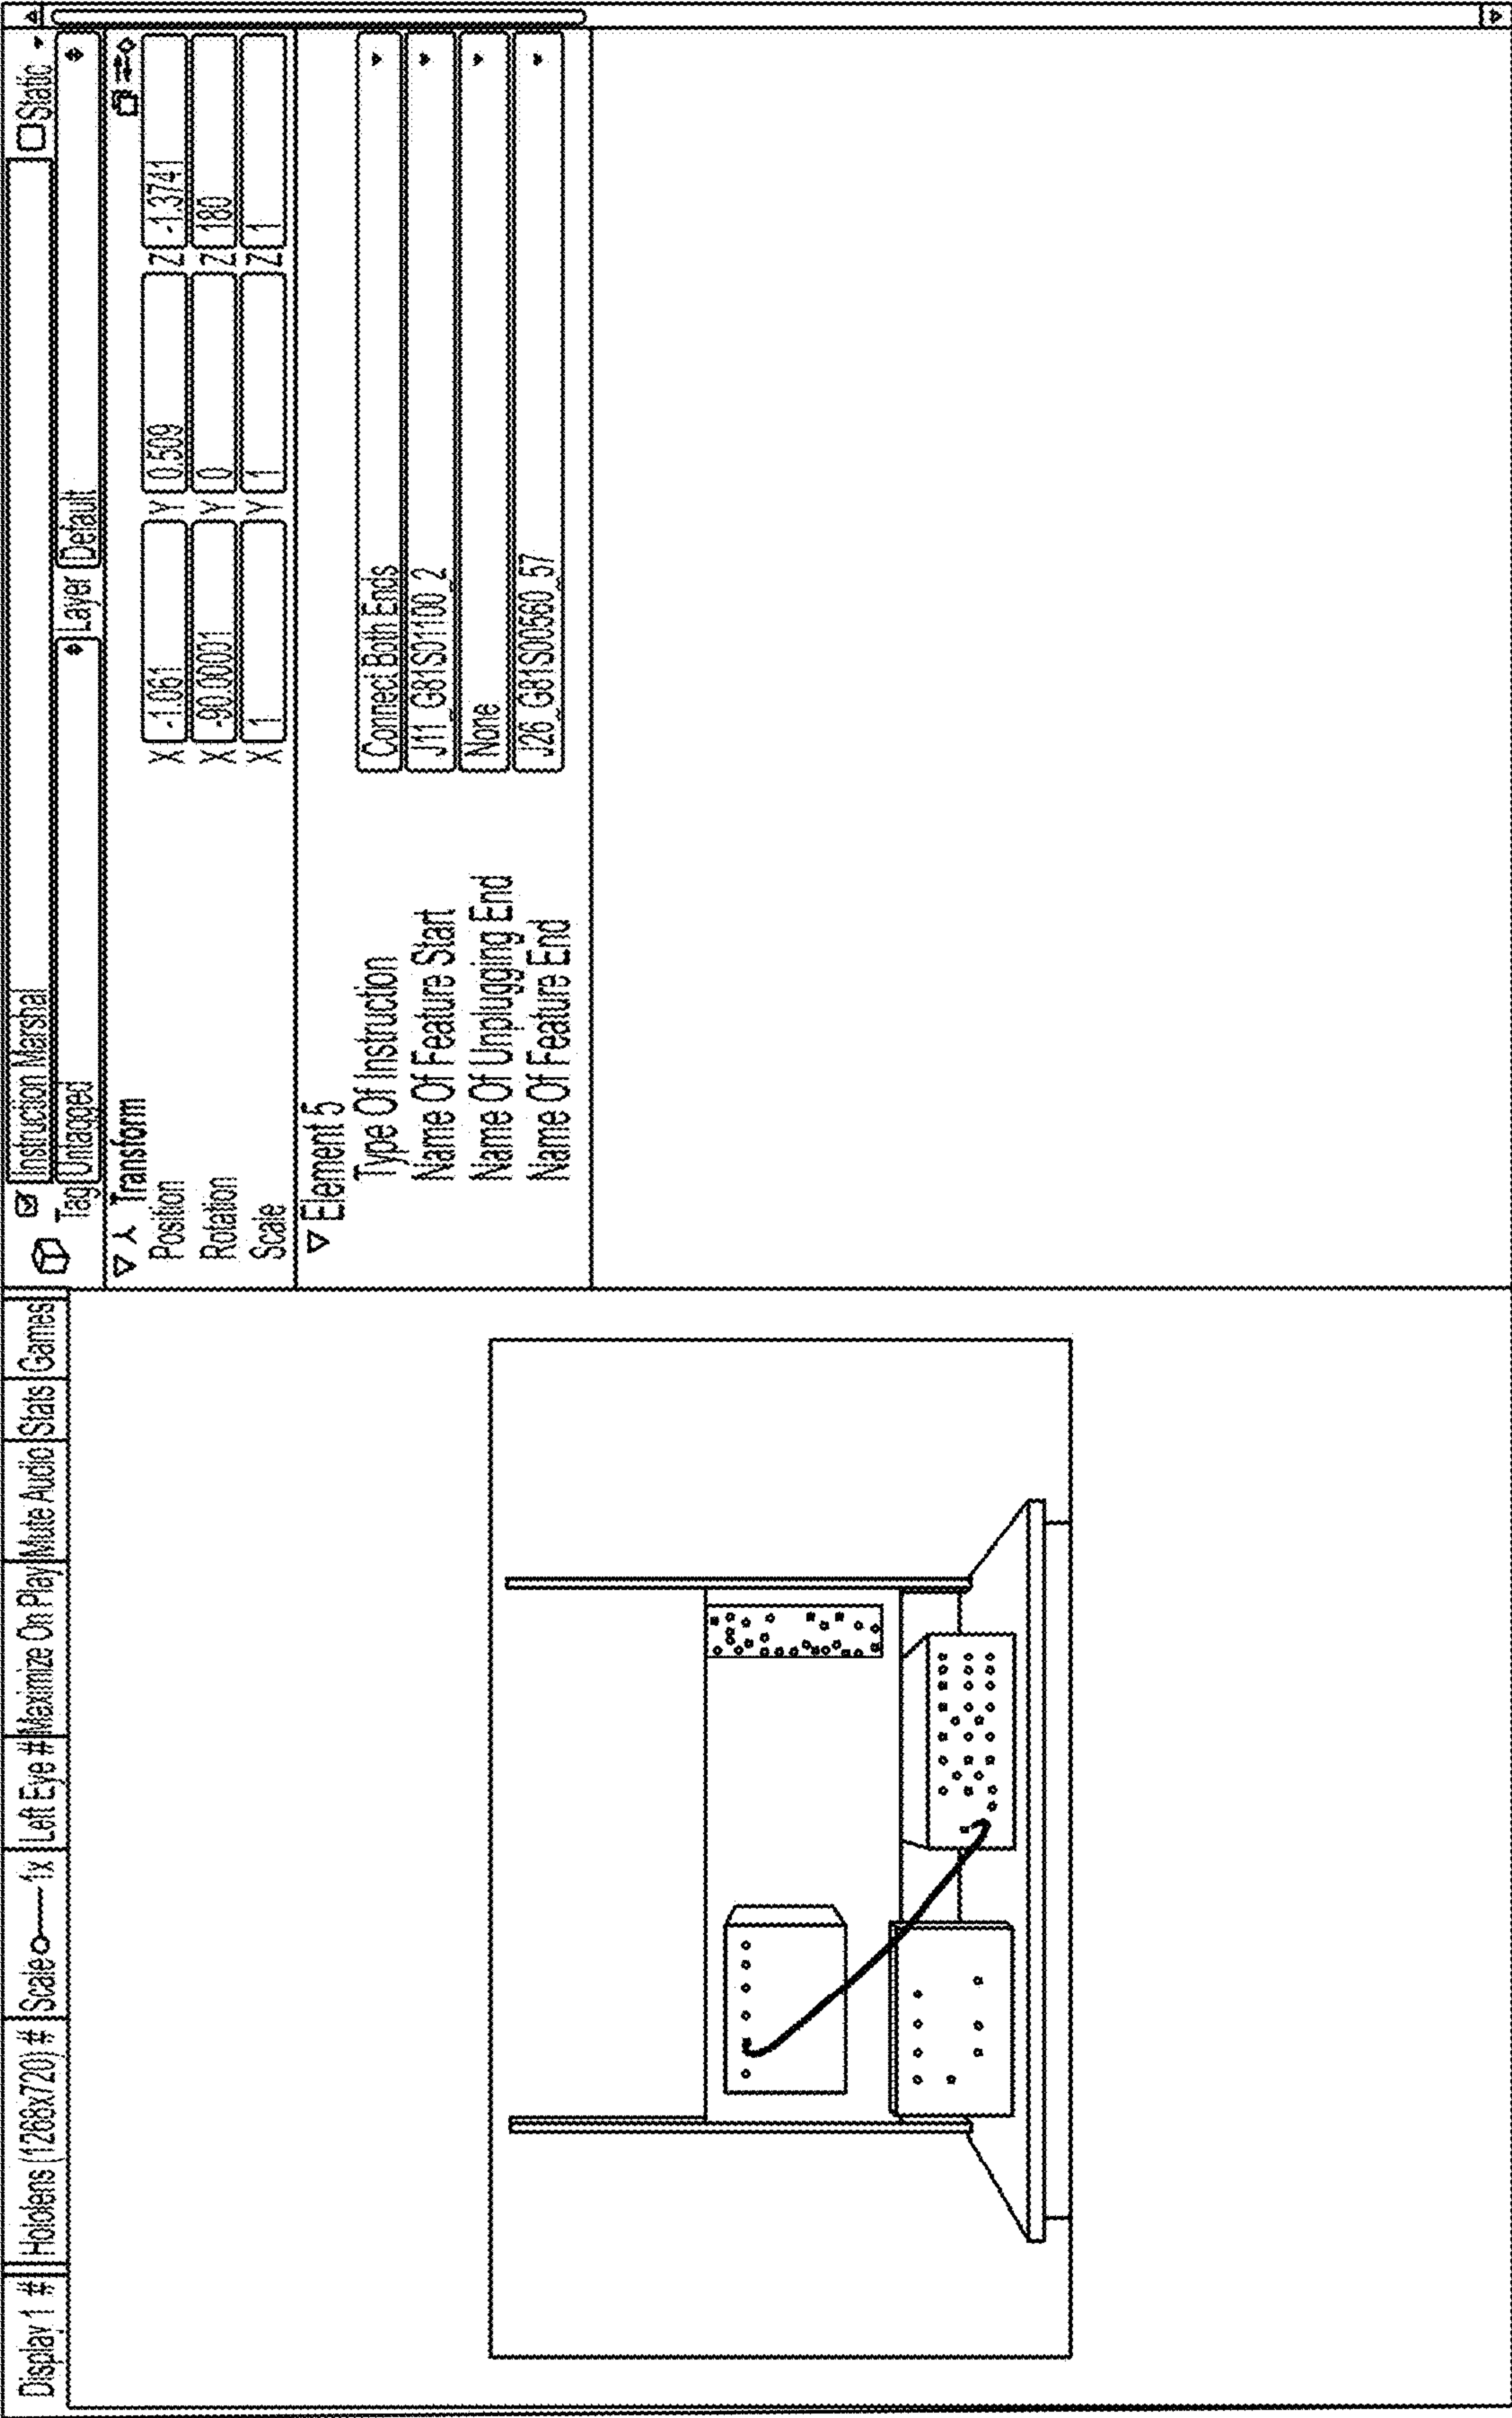 Display 1 # Hololens (1268x720) # Scale 1x Left Eye # Maximize On Play Mute Audio Stats Games
Instruction Marshal Static
Tag Untagged Layer Default
Transform
Position X -1.061 Y 0.509 Z -1.3741
Rotation X -90.00001 Y 0 Z 180
Scale X 1 Y 1 Z 1
Element 5
Type Of Instruction Connect Both Ends
Name Of Feature Start J11_G81S01100_2
Name Of Unplugging End None
Name Of Feature End J26_G81S00560_57